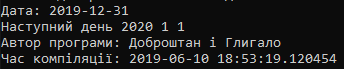 Дата: 2019-12-31
Наступний день 2020 1 1
Автор програми: Доброштан і Глигало
Час компіляції: 2019-06-10 18:53:19.120454